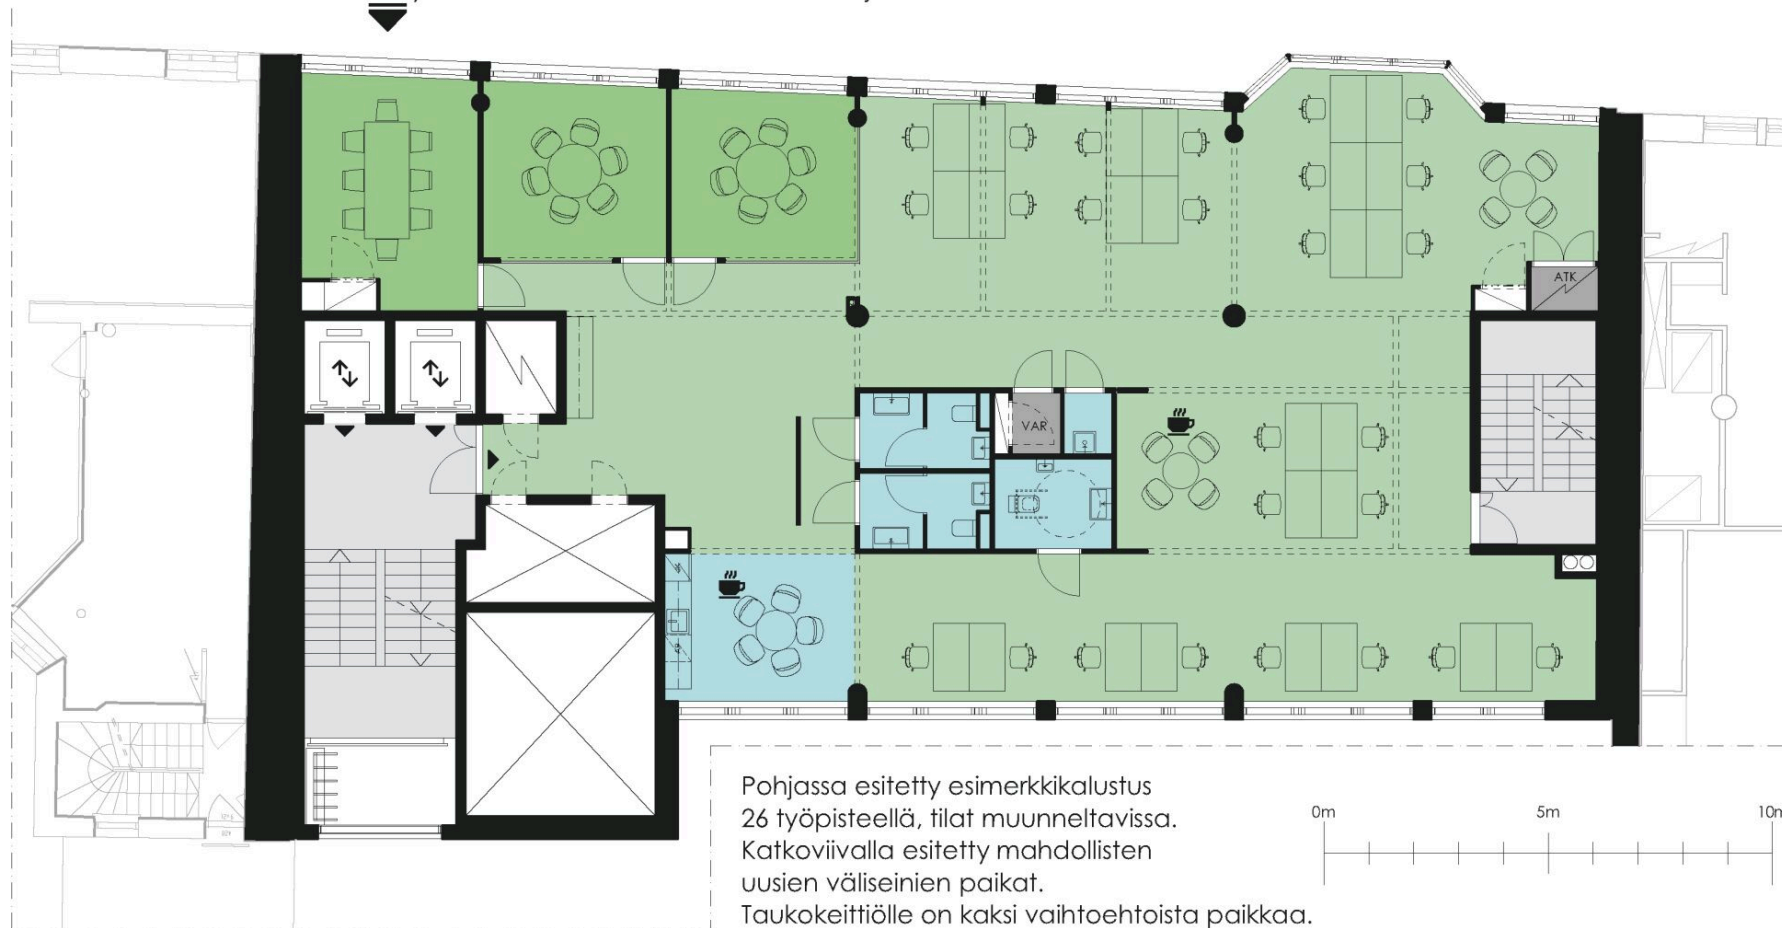 ATK
VAR
Pohjassa esitetty esimerkkikalustus
26 työpisteellä, tilat muunneltavissa.
Katkoviivalla esitetty mahdollisten
uusien väliseinien paikat.
Taukokeittiölle on kaksi vaihtoehtoista paikkaa.
0m 5m 10m